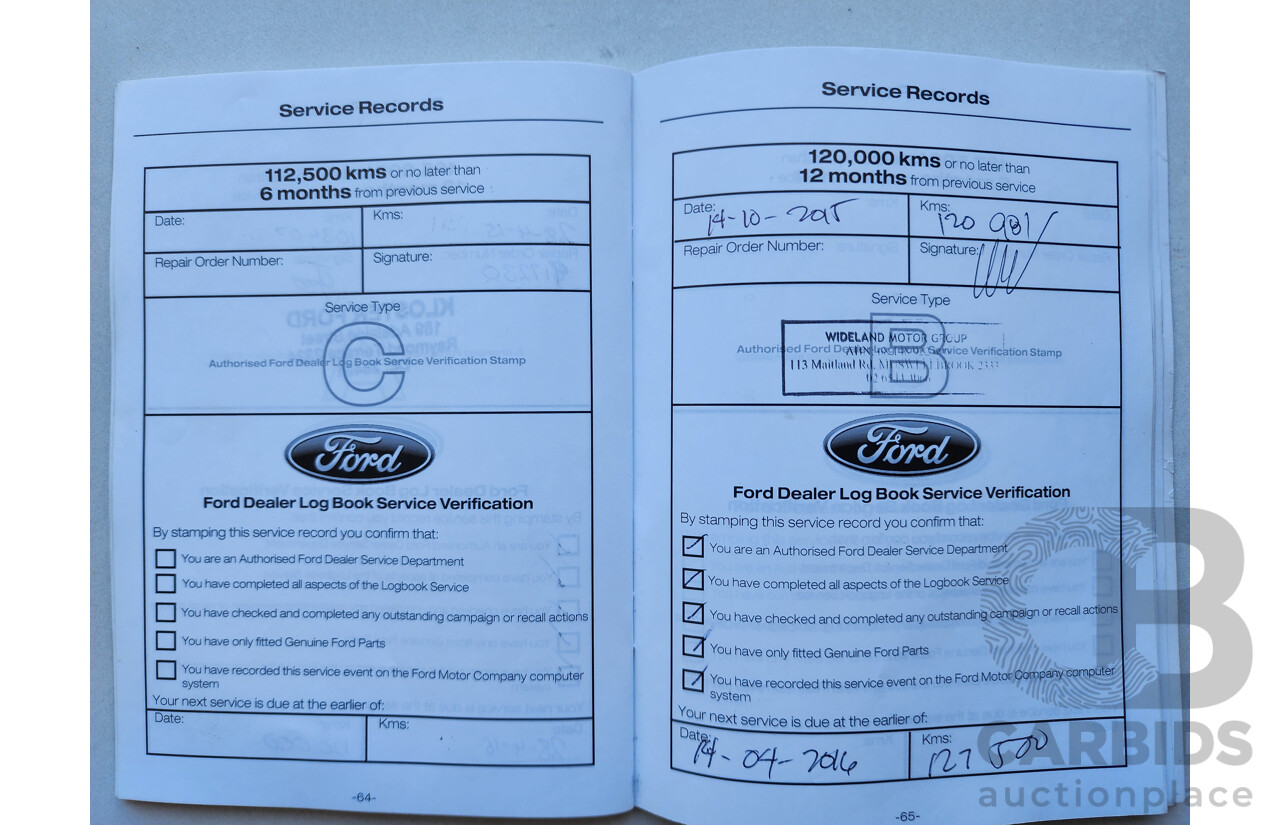 Service Records
112,500 kms or no later than
6 months from previous service
Date:
Kms:
Repair Order Number:
Signature:
Service Type
C
Authorised Ford Dealer Log Book Service Verification Stamp
Ford
Ford Dealer Log Book Service Verification
By stamping this service record you confirm that:
You are an Authorised Ford Dealer Service Department
You have completed all aspects of the Logbook Service
You have checked and completed any outstanding campaign or recall actions
You have only fitted Genuine Ford Parts
You have recorded this service event on the Ford Motor Company computer
system
Your next service is due at the earlier of:
Date:
Kms:
-64-
Service Records
120,000 kms or no later than
12 months from previous service
Date: 14-10-2015
Kms: 120 981
Repair Order Number:
Signature:
Service Type
B
WIDELAND MOTOR GROUP
Authorised Ford Dealer Log Book Service Verification Stamp
113 Maitland Rd, MUSWELLBROOK 2333
Ford
Ford Dealer Log Book Service Verification
By stamping this service record you confirm that:
You are an Authorised Ford Dealer Service Department
You have completed all aspects of the Logbook Service
You have checked and completed any outstanding campaign or recall actions
You have only fitted Genuine Ford Parts
You have recorded this service event on the Ford Motor Company computer
system
Your next service is due at the earlier of:
Date: 14-04-2016
Kms: 127 500
-65-
CB
CARBIDS
auctionplace